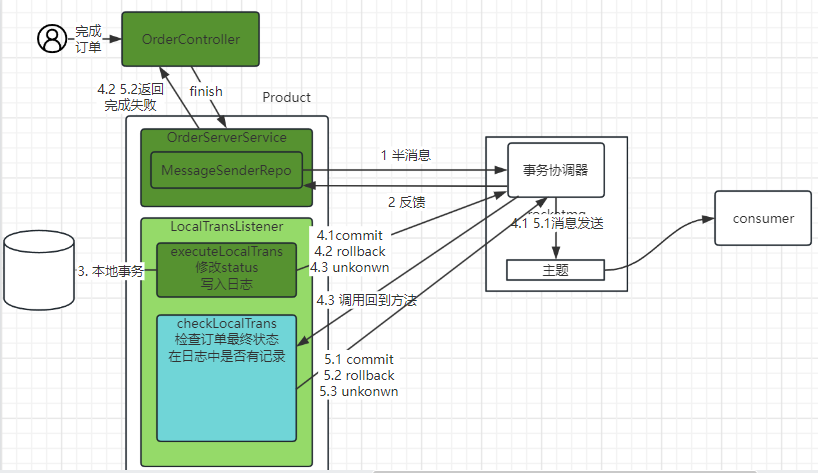 完成
订单
OrderController
4.2 5.2返回
完成失败
finish
Product
OrderServerService
MessageSenderRepo
1 半消息
2 反馈
事务协调器
rocketmq
4.1 5.1消息发送
主题
consumer
LocalTransListener
executeLocalTrans
修改status
写入日志
3. 本地事务
4.1commit
4.2 rollback
4.3 unkonwn
4.3 调用回到方法
checkLocalTrans
检查订单最终状态
在日志中是否有记录
5.1 commit
5.2 rollback
5.3 unkonwn